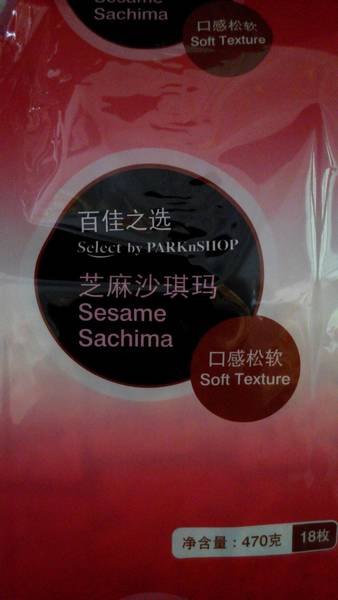 Sesame
Sachima
口感松软
Soft Texture
百佳之选
Select by PARKnSHOP
芝麻沙琪玛
Sesame
Sachima
口感松软
Soft Texture
净含量：470克 18枚